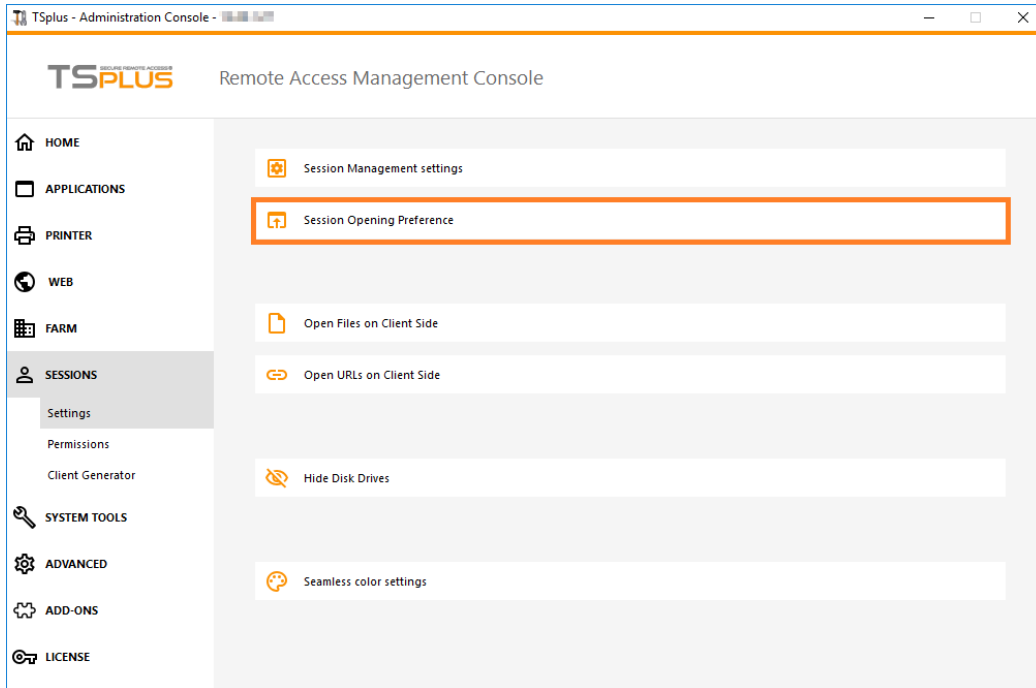 TSplus - Administration Console -
SECURE REMOTE ACCESS®
TSPLUS
Remote Access Management Console
HOME
APPLICATIONS
PRINTER
WEB
FARM
SESSIONS
Settings
Permissions
Client Generator
SYSTEM TOOLS
ADVANCED
ADD-ONS
LICENSE
Session Management settings
Session Opening Preference
Open Files on Client Side
Open URLs on Client Side
Hide Disk Drives
Seamless color settings